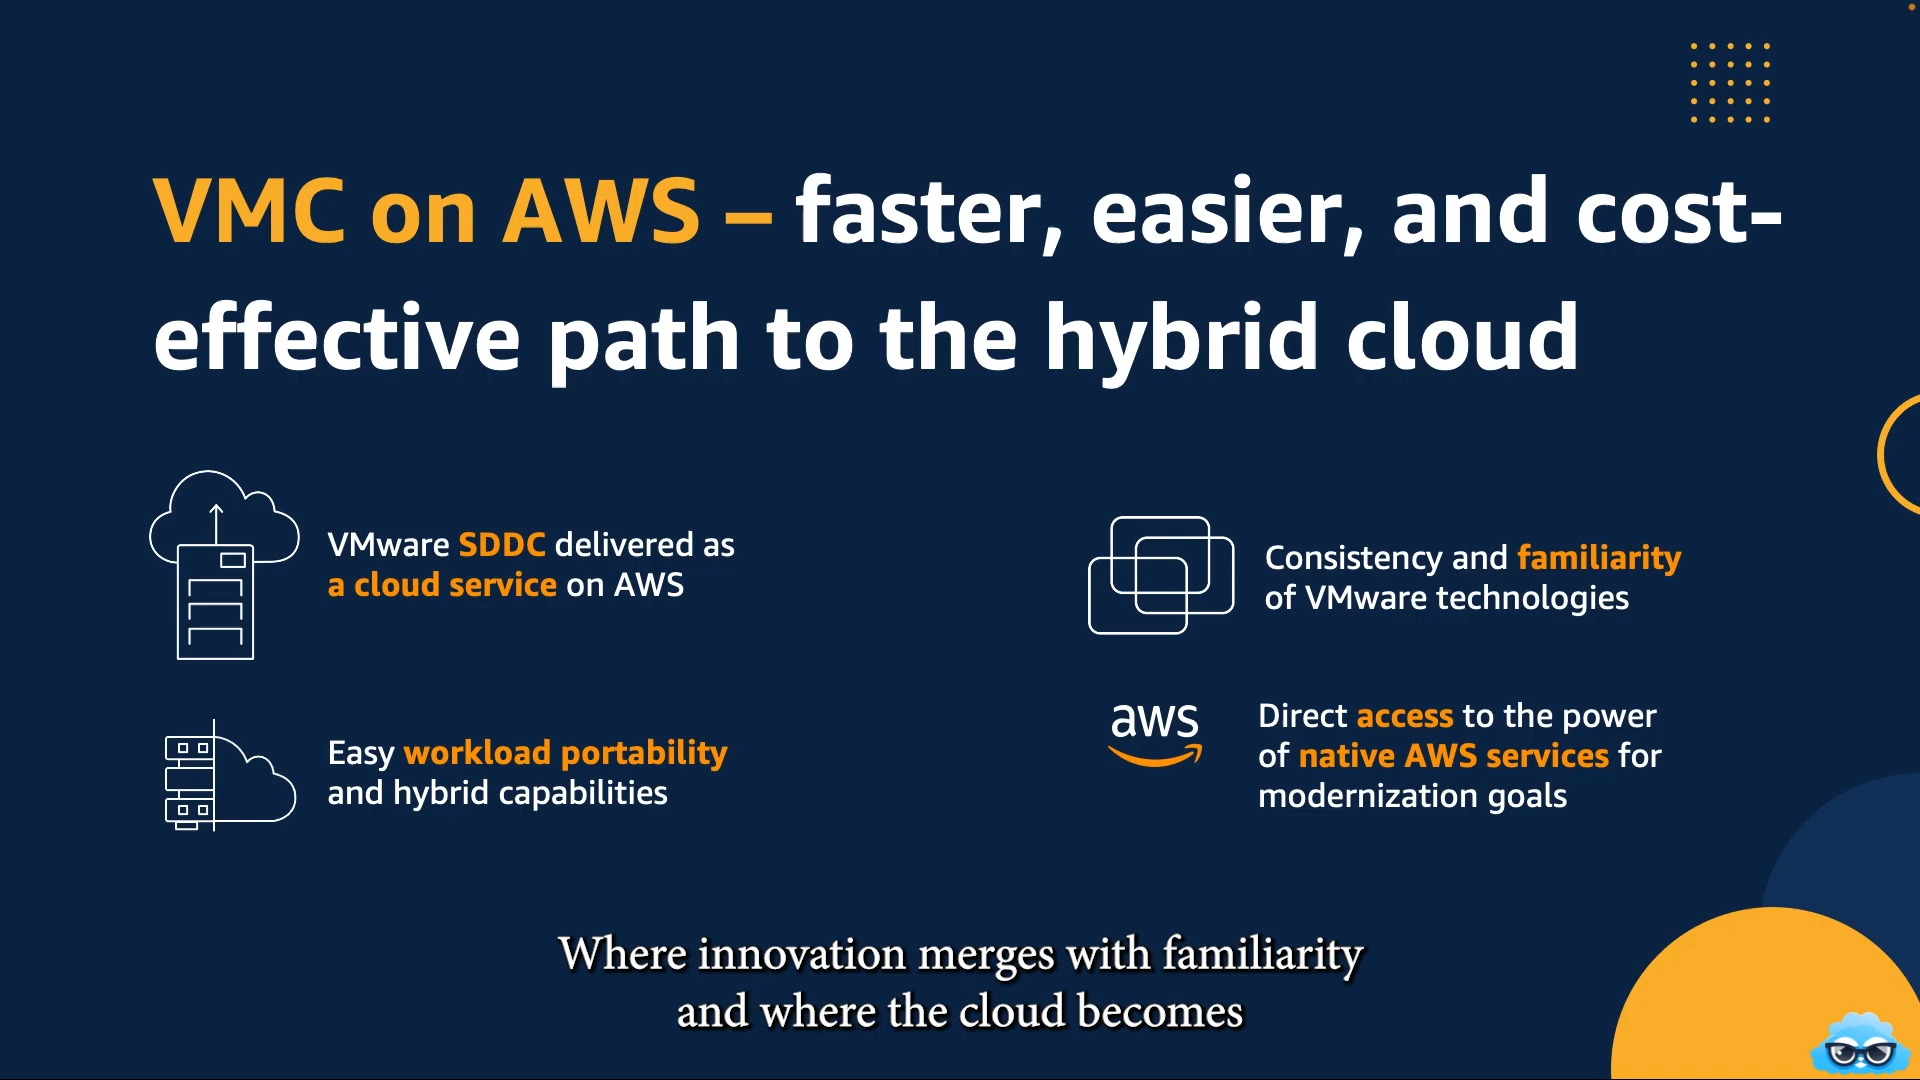 VMC on AWS – faster, easier, and cost-
effective path to the hybrid cloud
VMware SDDC delivered as
a cloud service on AWS
Consistency and familiarity
of VMware technologies
Easy workload portability
and hybrid capabilities
aws
Direct access to the power
of native AWS services for
modernization goals
Where innovation merges with familiarity
and where the cloud becomes